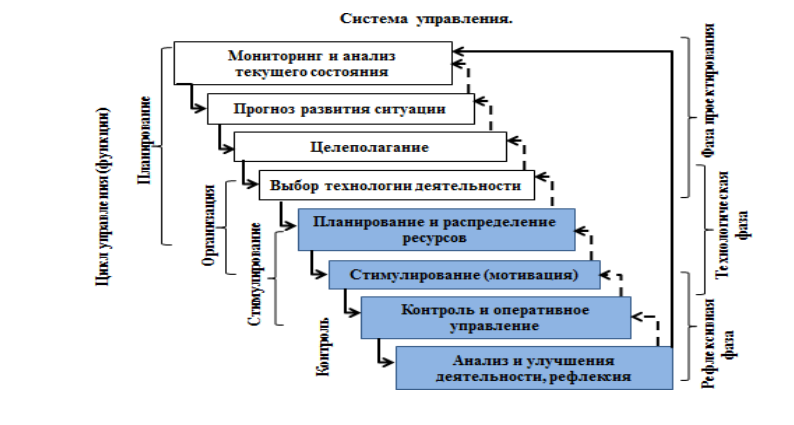 Система управления.
Мониторинг и анализ
текущего состояния
Прогноз развития ситуации
Целеполагание
Выбор технологии деятельности
Планирование и распределение
ресурсов
Стимулирование (мотивация)
Контроль и оперативное
управление
Анализ и улучшения
деятельности, рефлексия
Цикл управления (функции)
Планирование
Организация
Стимулирование
Контроль
Фаза проектирования
Технологическая
фаза
Рефлексивная
фаза